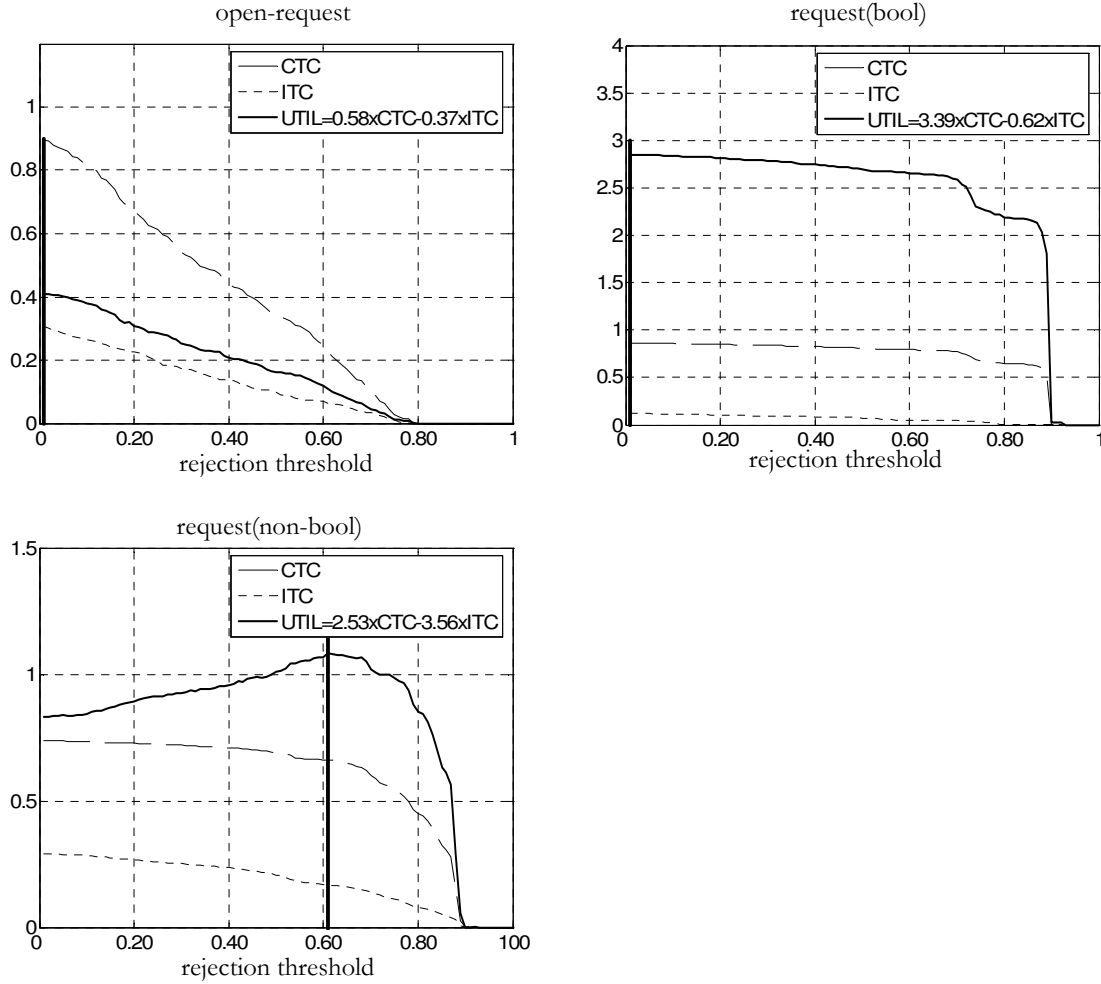 open-request
CTC
ITC
UTIL=0.58xCTC-0.37xITC
1
0.8
0.6
0.4
0.2
0
0 0.20 0.40 0.60 0.80 1
rejection threshold
request(bool)
CTC
ITC
UTIL=3.39xCTC-0.62xITC
4
3.5
3
2.5
2
1.5
1
0.5
0
0 0.20 0.40 0.60 0.80 1
rejection threshold
request(non-bool)
CTC
ITC
UTIL=2.53xCTC-3.56xITC
1.5
1
0.5
0
0 0.20 0.40 0.60 0.80 100
rejection threshold